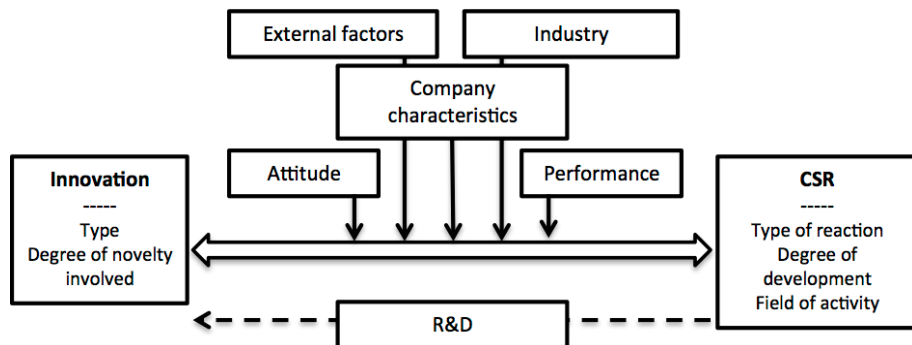 External factors
Industry
Company
characteristics
Attitude
Performance
Innovation
-----
Type
Degree of novelty
involved
CSR
-----
Type of reaction
Degree of
development
Field of activity
R&D